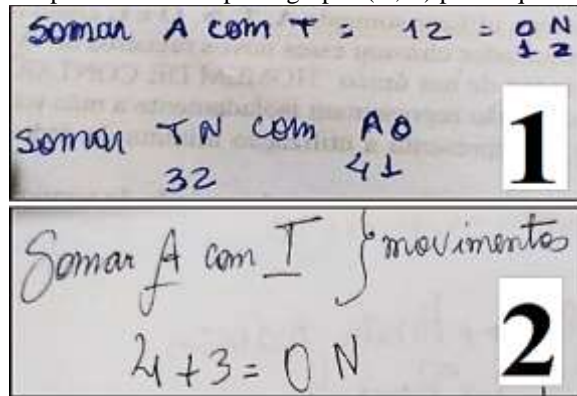 Somar A com T = 12 = O N
1 2
Somar TN com AO
32 41
1
Somar A com T } movimentos
4 + 3 = O N
2